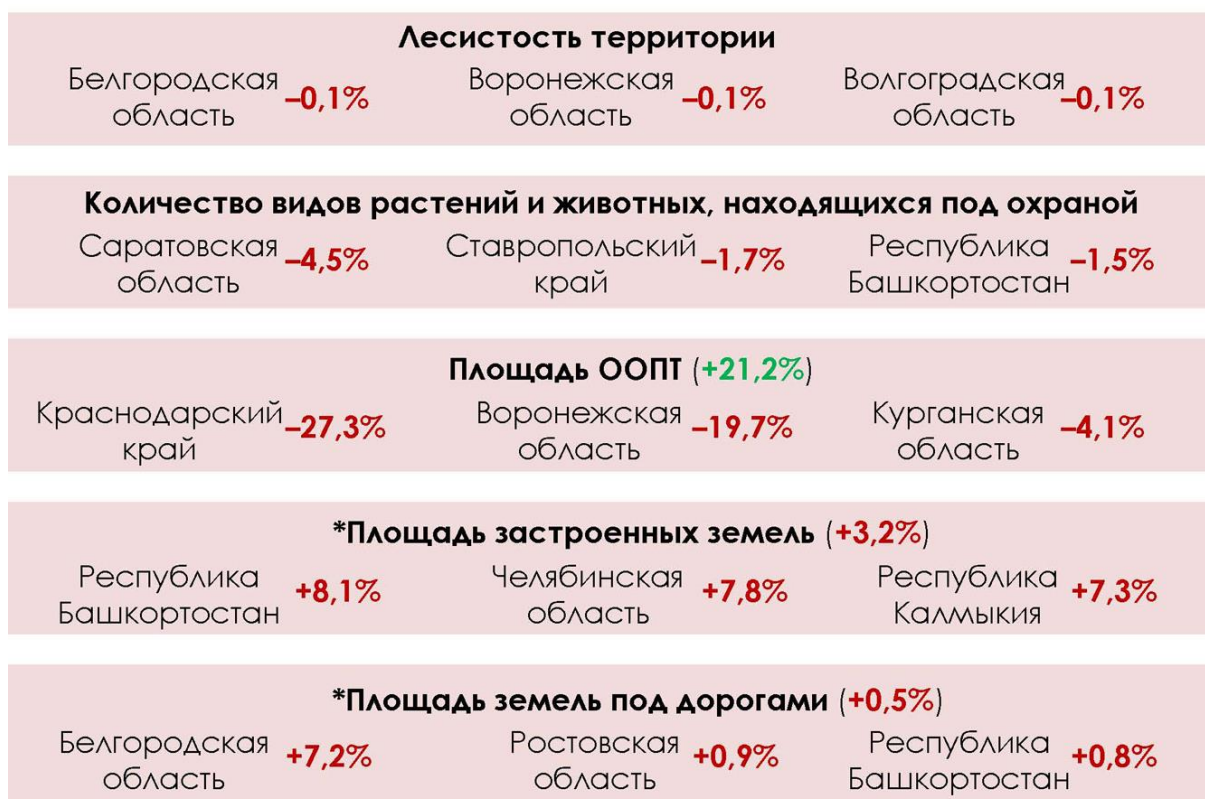 Лесистость территории
Белгородская область –0,1% Воронежская область –0,1% Волгоградская область –0,1%
Количество видов растений и животных, находящихся под охраной
Саратовская область –4,5% Ставропольский край –1,7% Республика Башкортостан –1,5%
Площадь ООПТ (+21,2%)
Краснодарский край –27,3% Воронежская область –19,7% Курганская область –4,1%
*Площадь застроенных земель (+3,2%)
Республика Башкортостан +8,1% Челябинская область +7,8% Республика Калмыкия +7,3%
*Площадь земель под дорогами (+0,5%)
Белгородская область +7,2% Ростовская область +0,9% Республика Башкортостан +0,8%